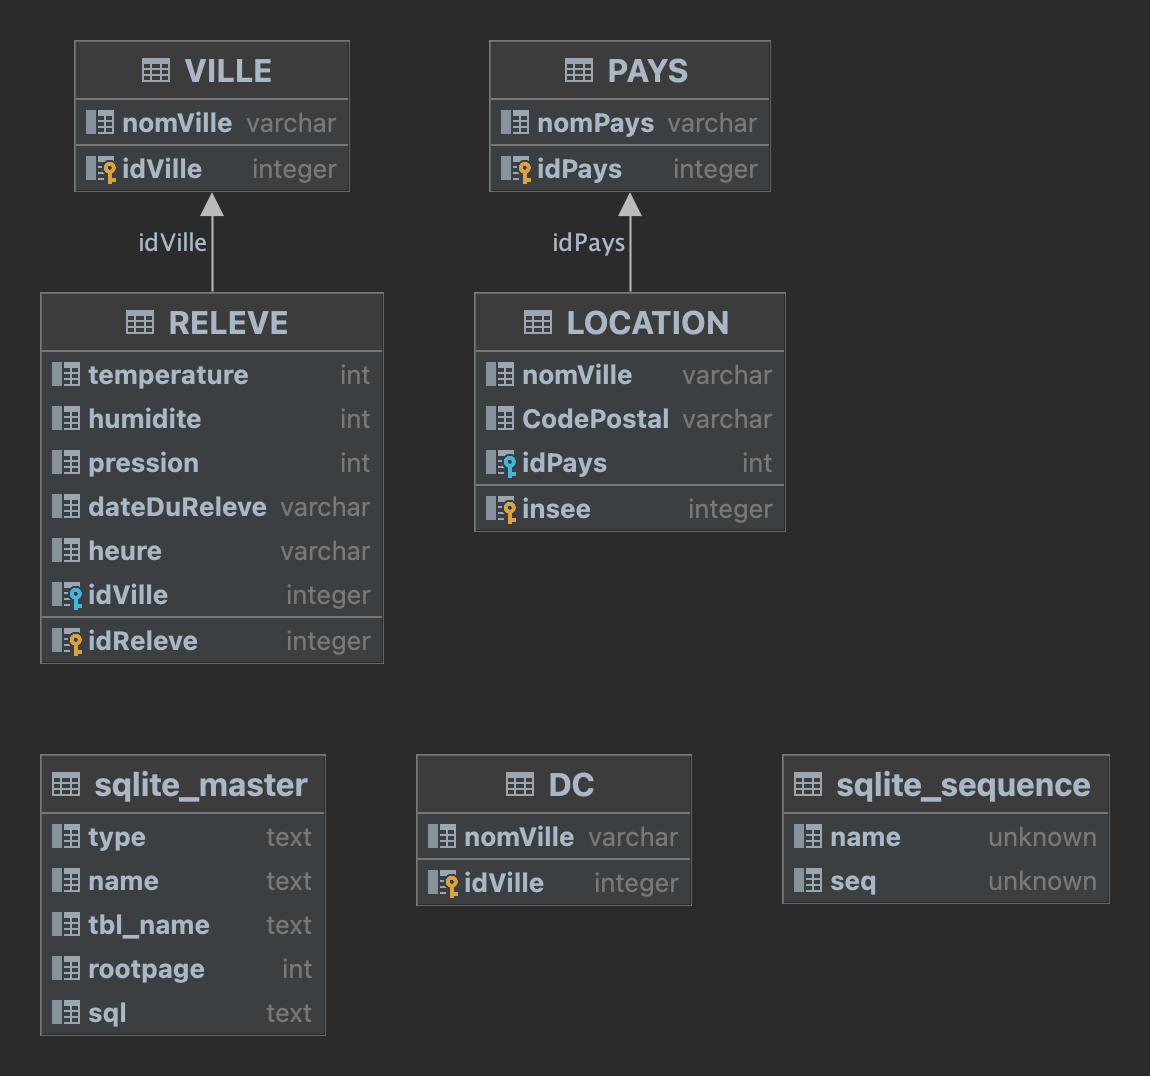 VILLE
nomVille varchar
idVille integer
PAYS
nomPays varchar
idPays integer
idVille
idPays
RELEVE
temperature int
humidite int
pression int
dateDuReleve varchar
heure varchar
idVille integer
idReleve integer
LOCATION
nomVille varchar
CodePostal varchar
idPays int
insee integer
sqlite_master
type text
name text
tbl_name text
rootpage int
sql text
DC
nomVille varchar
idVille integer
sqlite_sequence
name unknown
seq unknown